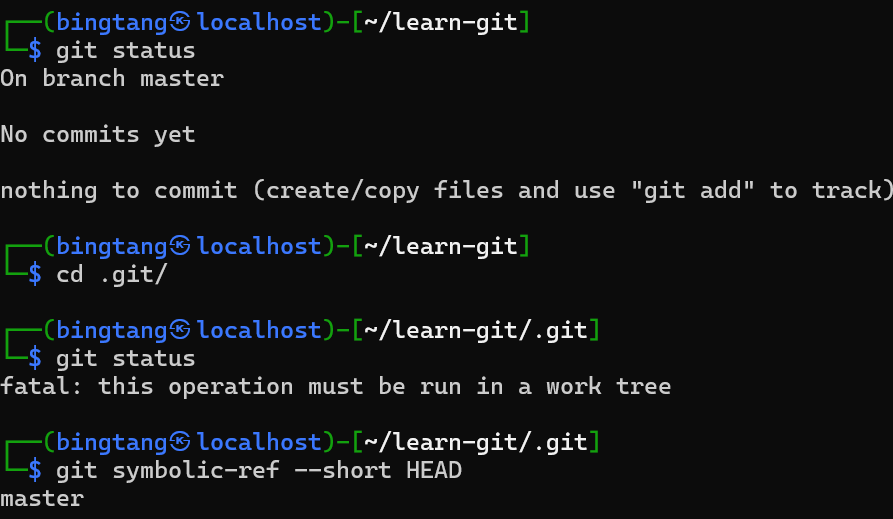 ┌──(bingtang㉿localhost)-[~/learn-git]
└─$ git status
On branch master
No commits yet
nothing to commit (create/copy files and use "git add" to track)
┌──(bingtang㉿localhost)-[~/learn-git]
└─$ cd .git/
┌──(bingtang㉿localhost)-[~/learn-git/.git]
└─$ git status
fatal: this operation must be run in a work tree
┌──(bingtang㉿localhost)-[~/learn-git/.git]
└─$ git symbolic-ref --short HEAD
master